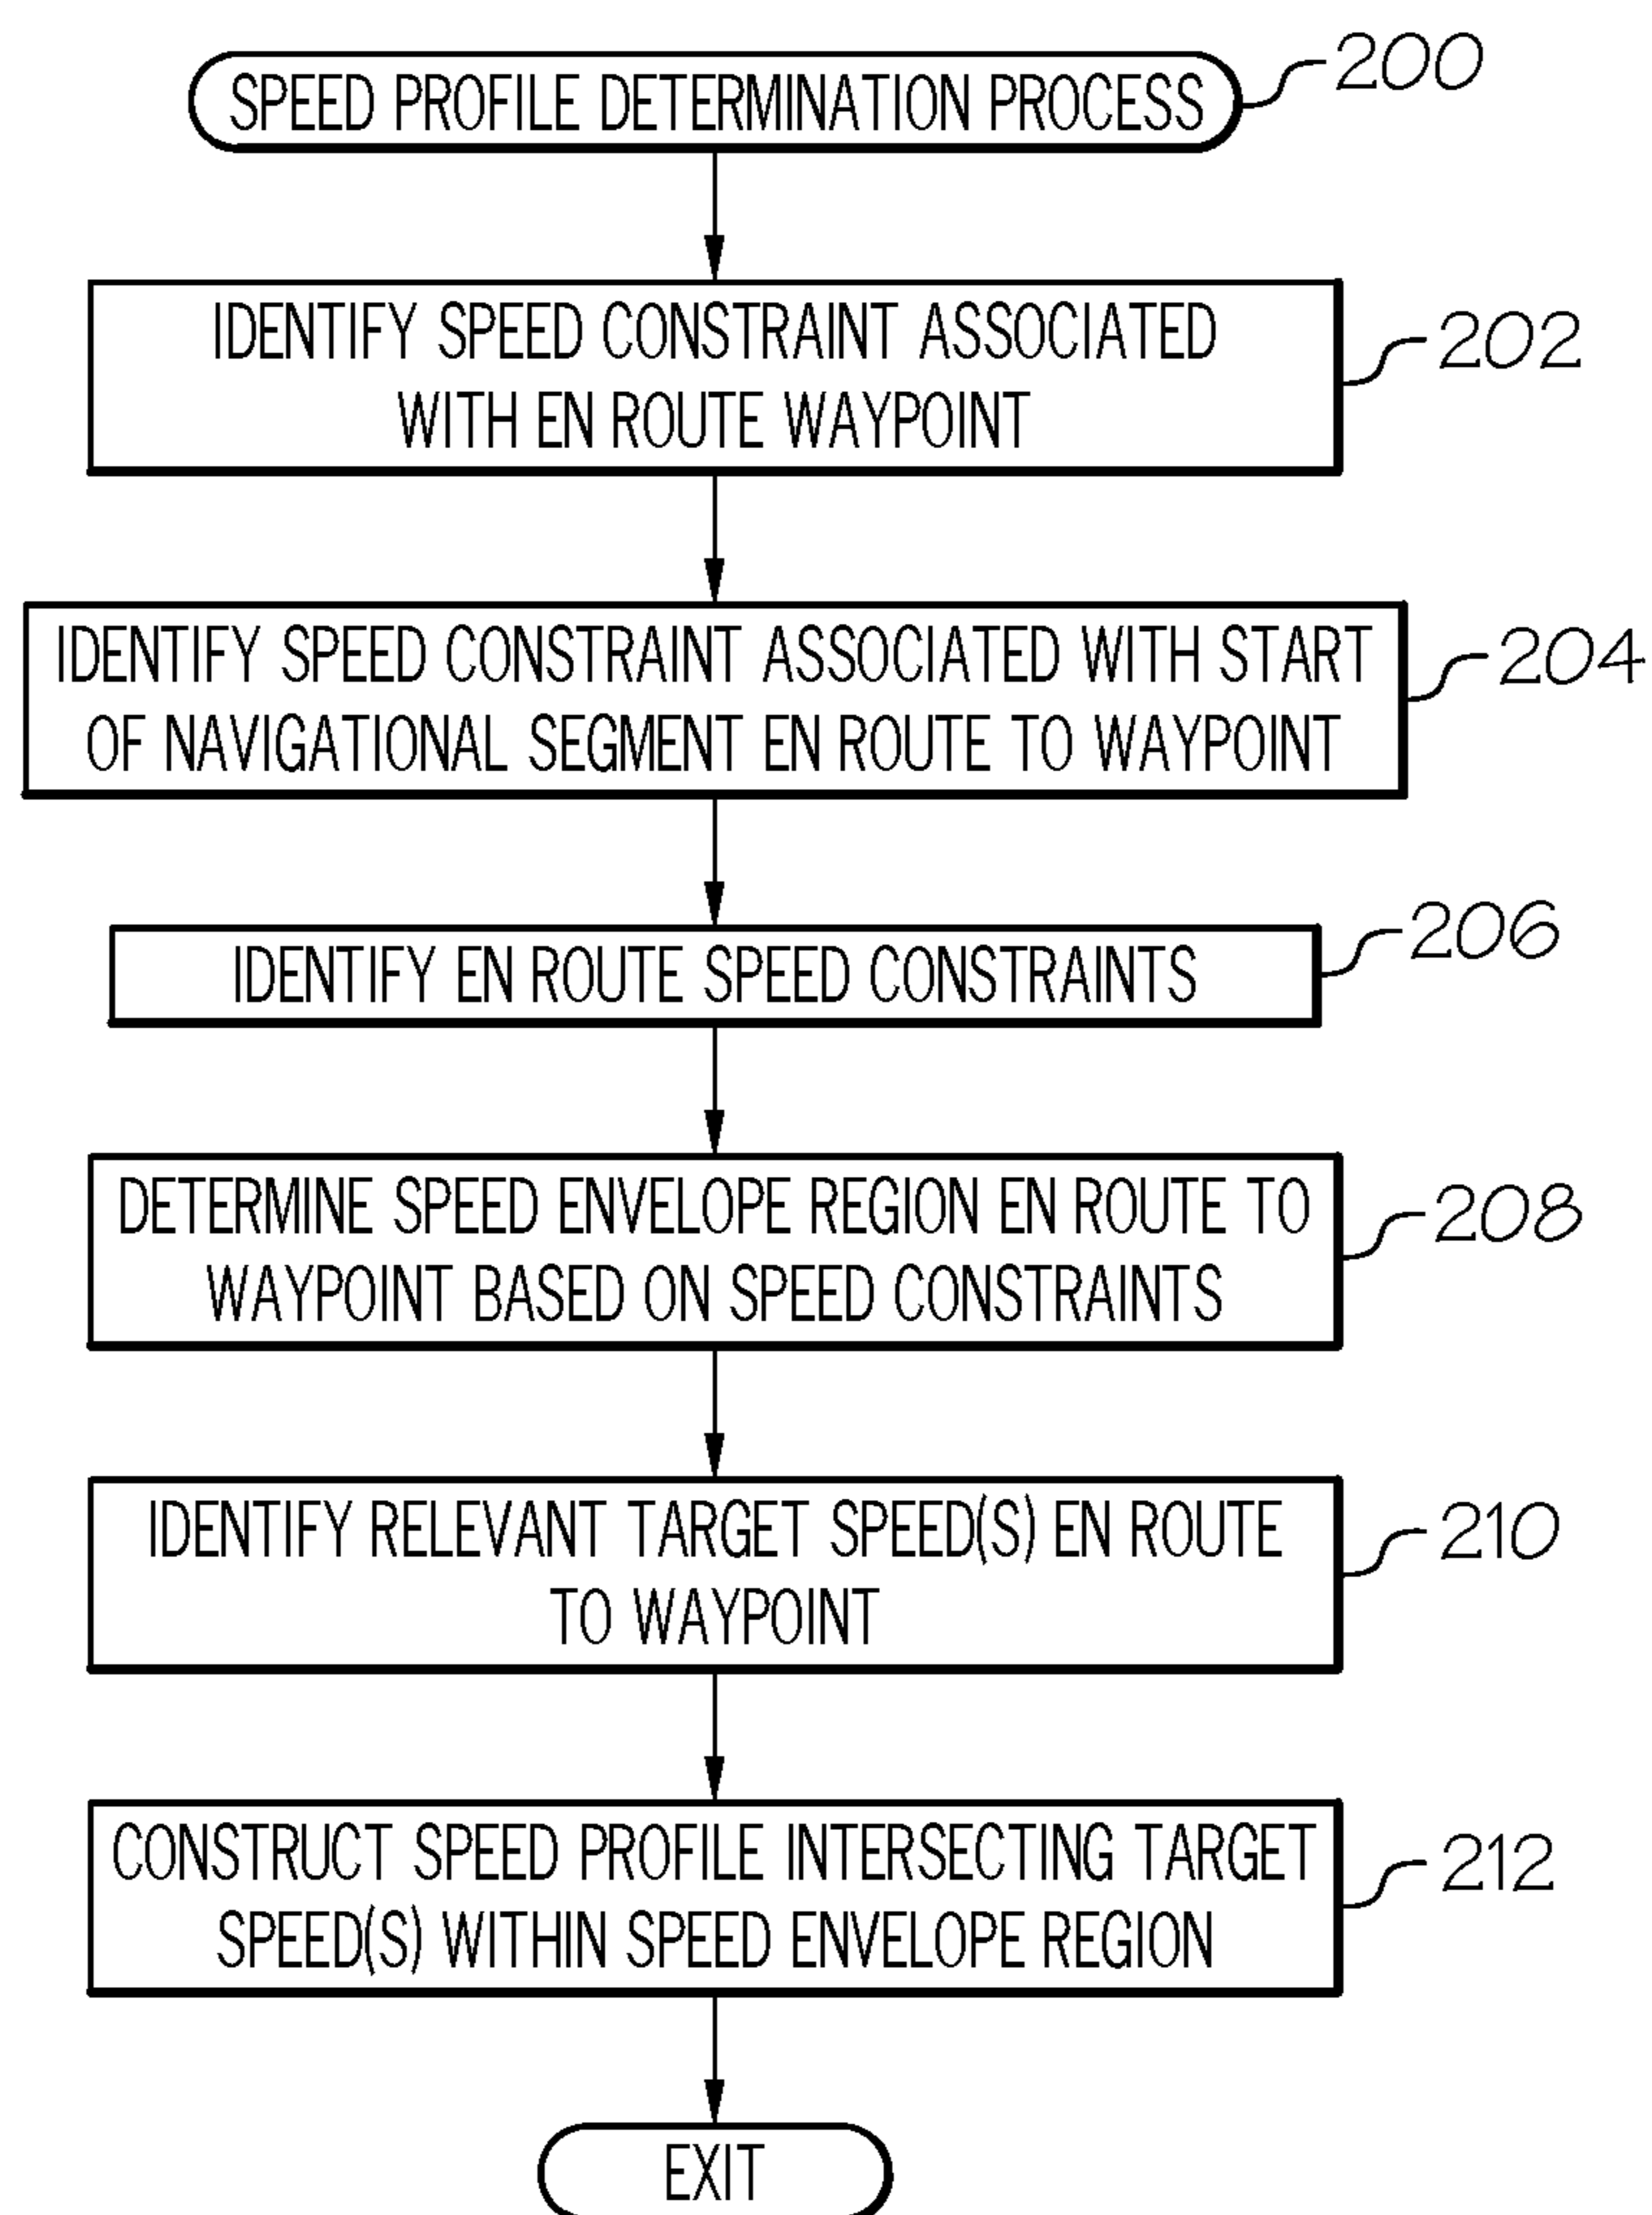 SPEED PROFILE DETERMINATION PROCESS
200
IDENTIFY SPEED CONSTRAINT ASSOCIATED
WITH EN ROUTE WAYPOINT
202
IDENTIFY SPEED CONSTRAINT ASSOCIATED WITH START
OF NAVIGATIONAL SEGMENT EN ROUTE TO WAYPOINT
204
IDENTIFY EN ROUTE SPEED CONSTRAINTS
206
DETERMINE SPEED ENVELOPE REGION EN ROUTE TO
WAYPOINT BASED ON SPEED CONSTRAINTS
208
IDENTIFY RELEVANT TARGET SPEED(S) EN ROUTE
TO WAYPOINT
210
CONSTRUCT SPEED PROFILE INTERSECTING TARGET
SPEED(S) WITHIN SPEED ENVELOPE REGION
212
EXIT